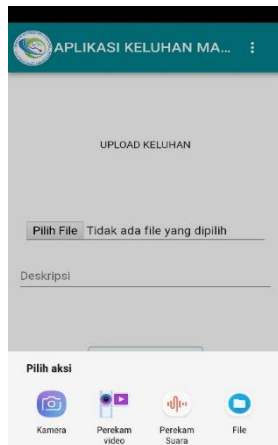 APLIKASI KELUHAN MA...
UPLOAD KELUHAN
Pilih File Tidak ada file yang dipilih
Deskripsi
Pilih aksi
Kamera
Perekam
video
Perekam
Suara
File